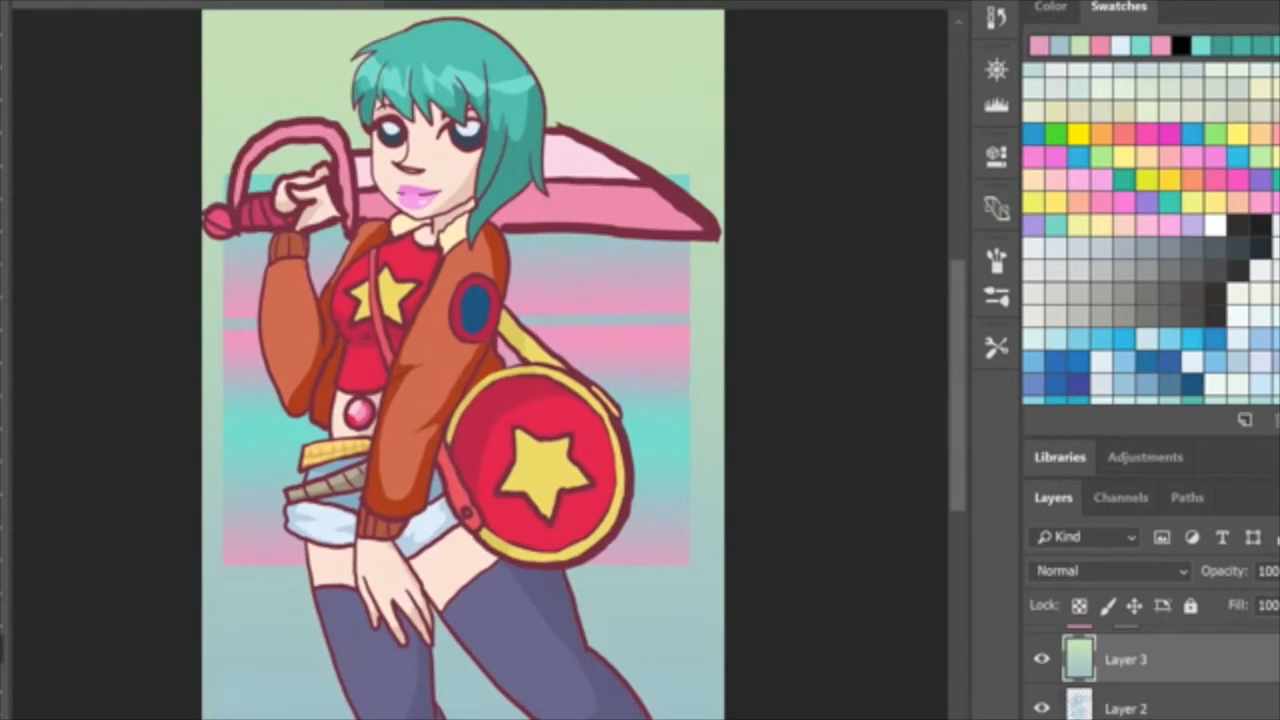 Color Swatches
Libraries Adjustments
Layers Channels Paths
Kind
Normal Opacity: 100
Lock: Fill: 100
Layer 3
Layer 2